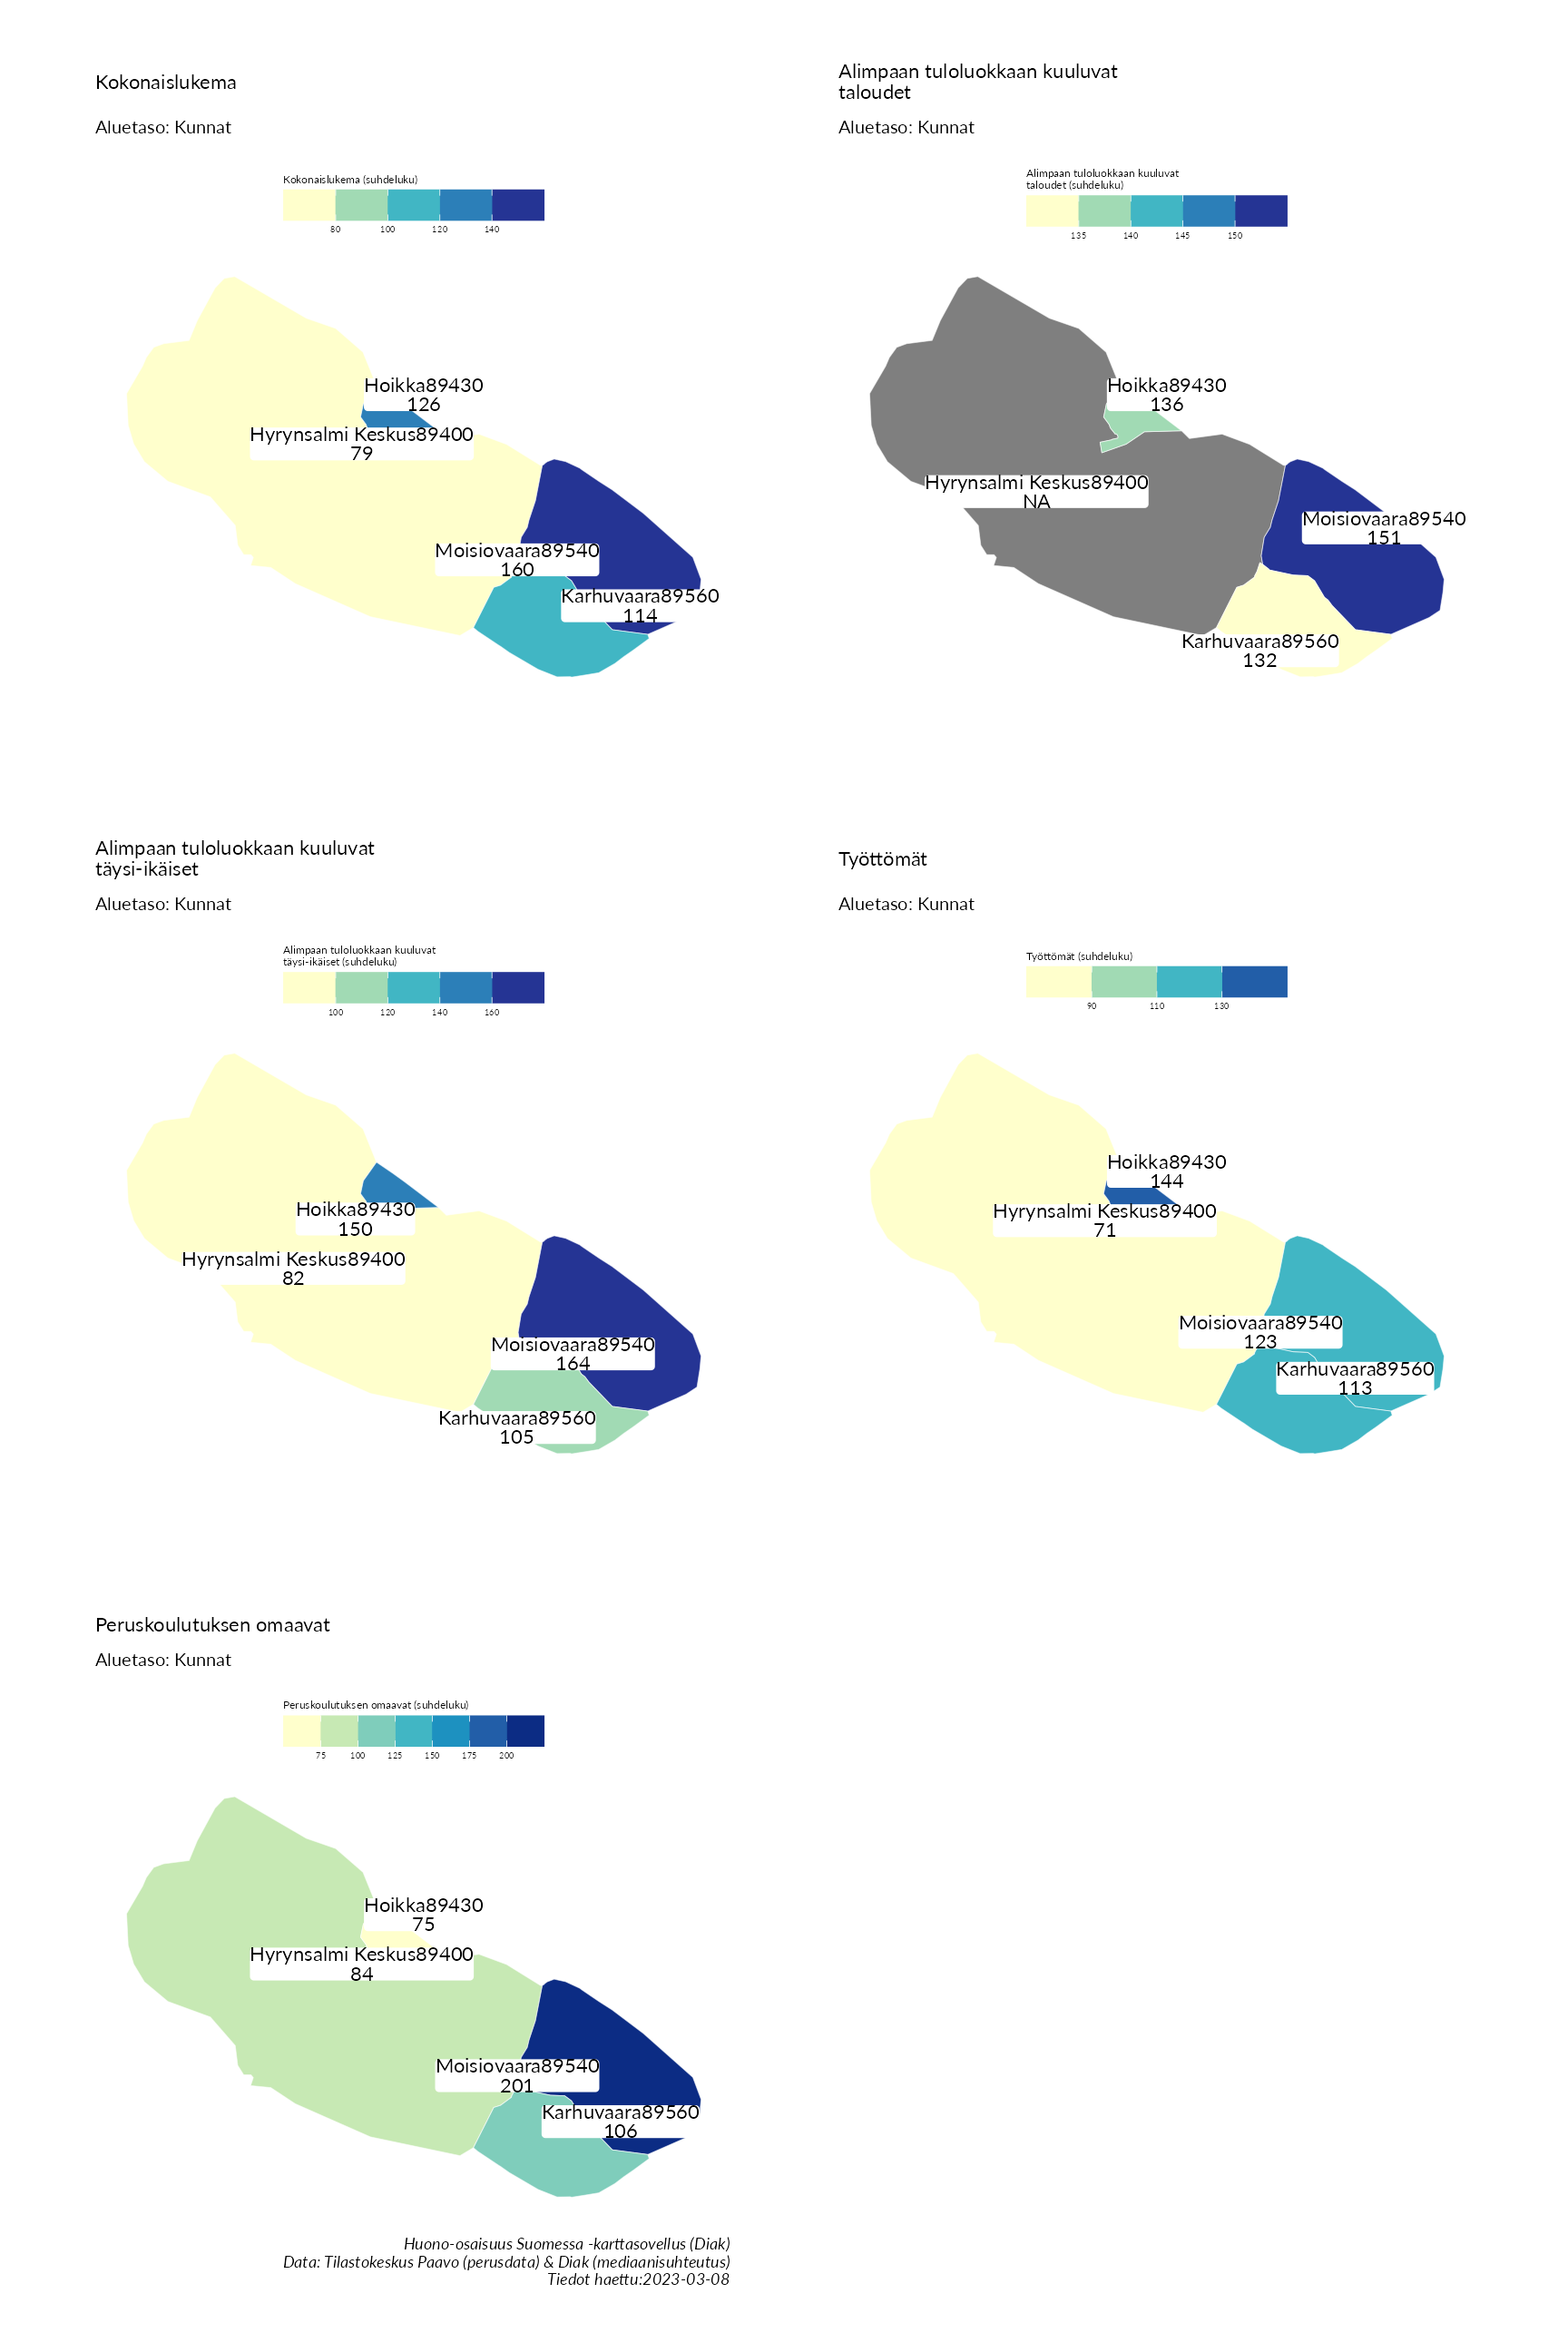 Kokonaislukema
Aluetaso: Kunnat
Kokonaislukema (suhdeluku)
80 100 120 140
Hoikka89430
126
Hyrynsalmi Keskus89400
79
Moisiovaara89540
160
Karhuvaara89560
114
Alimpaan tuloluokkaan kuuluvat
taloudet
Aluetaso: Kunnat
Alimpaan tuloluokkaan kuuluvat
taloudet (suhdeluku)
135 140 145 150
Hoikka89430
136
Hyrynsalmi Keskus89400
NA
Moisiovaara89540
151
Karhuvaara89560
132
Alimpaan tuloluokkaan kuuluvat
täysi-ikäiset
Aluetaso: Kunnat
Alimpaan tuloluokkaan kuuluvat
täysi-ikäiset (suhdeluku)
100 120 140 160
Hoikka89430
150
Hyrynsalmi Keskus89400
82
Moisiovaara89540
164
Karhuvaara89560
105
Työttömät
Aluetaso: Kunnat
Työttömät (suhdeluku)
90 110 130
Hoikka89430
144
Hyrynsalmi Keskus89400
71
Moisiovaara89540
123
Karhuvaara89560
113
Peruskoulutuksen omaavat
Aluetaso: Kunnat
Peruskoulutuksen omaavat (suhdeluku)
75 100 125 150 175 200
Hoikka89430
75
Hyrynsalmi Keskus89400
84
Moisiovaara89540
201
Karhuvaara89560
106
Huono-osaisuus Suomessa -karttasovellus (Diak)
Data: Tilastokeskus Paavo (perusdata) & Diak (mediaanisuhteutus)
Tiedot haettu:2023-03-08